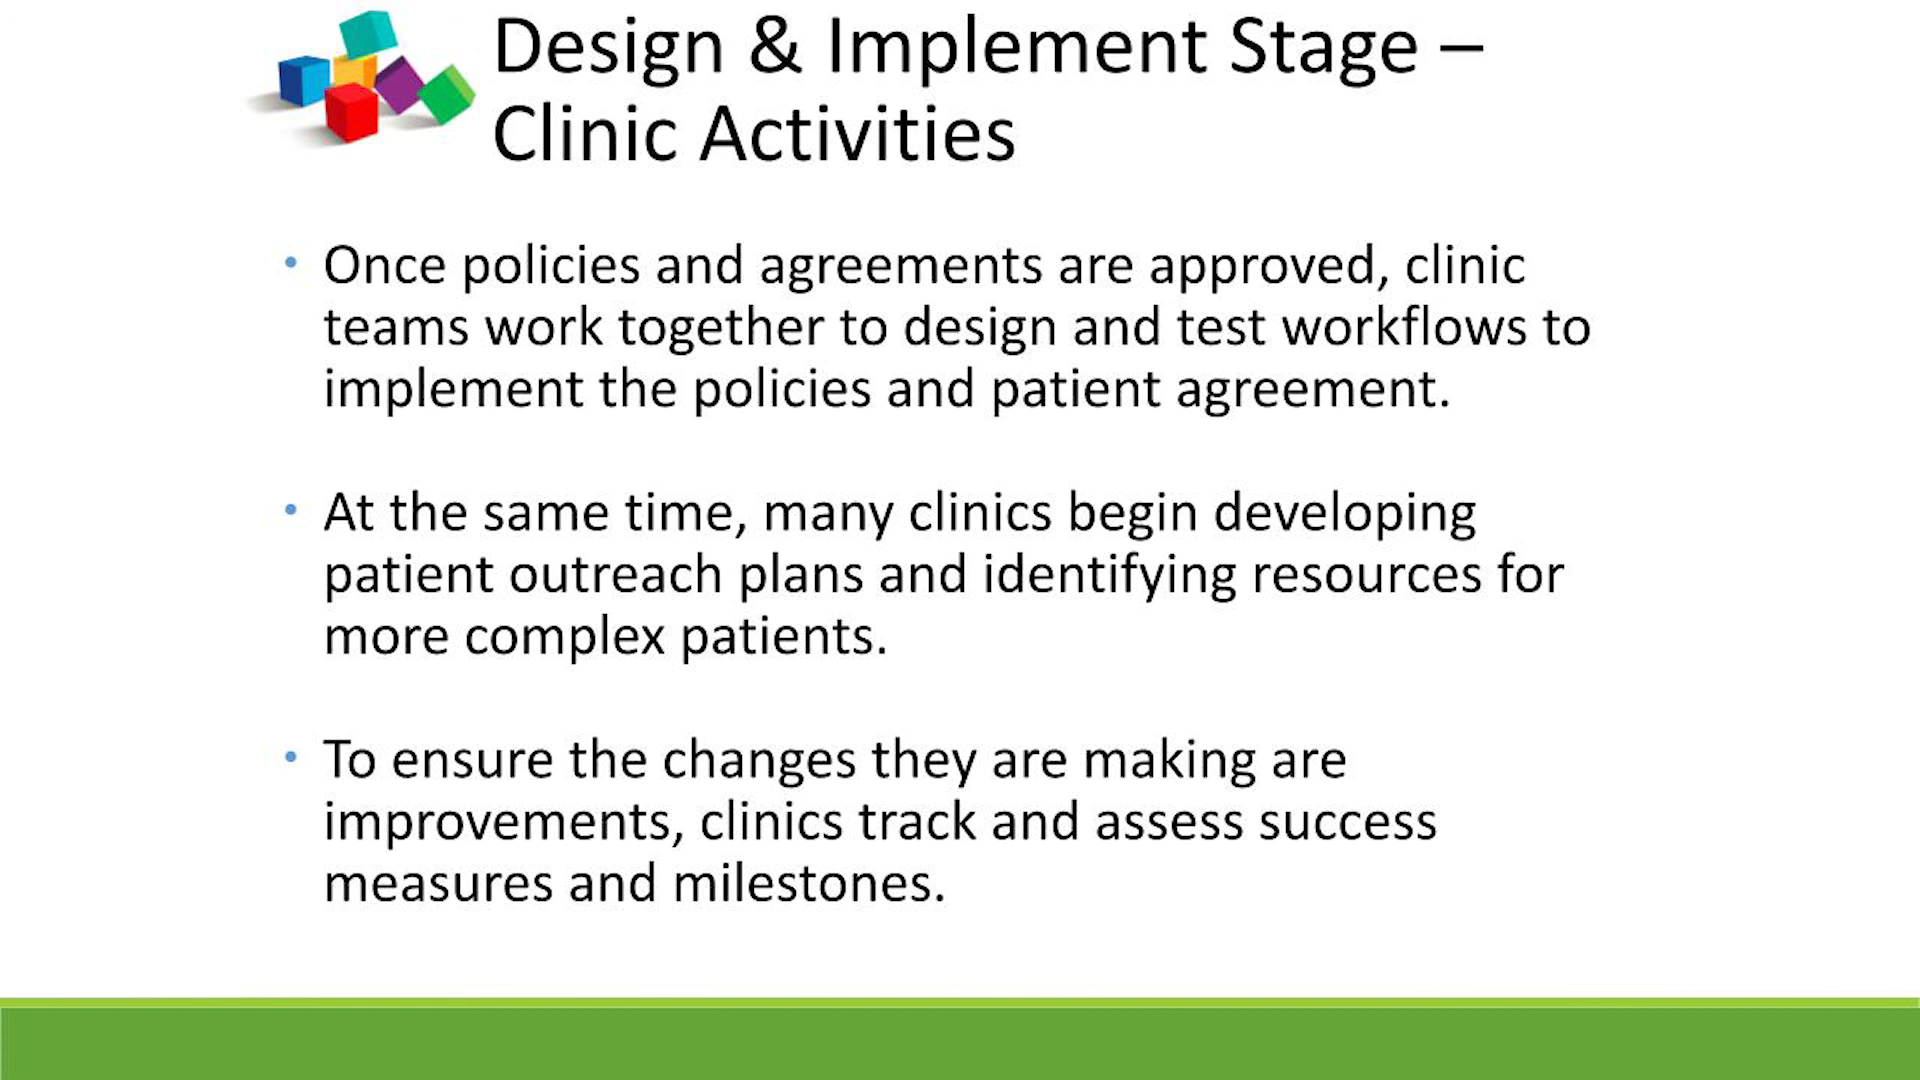 Design & Implement Stage –
Clinic Activities
• Once policies and agreements are approved, clinic
teams work together to design and test workflows to
implement the policies and patient agreement.
• At the same time, many clinics begin developing
patient outreach plans and identifying resources for
more complex patients.
• To ensure the changes they are making are
improvements, clinics track and assess success
measures and milestones.